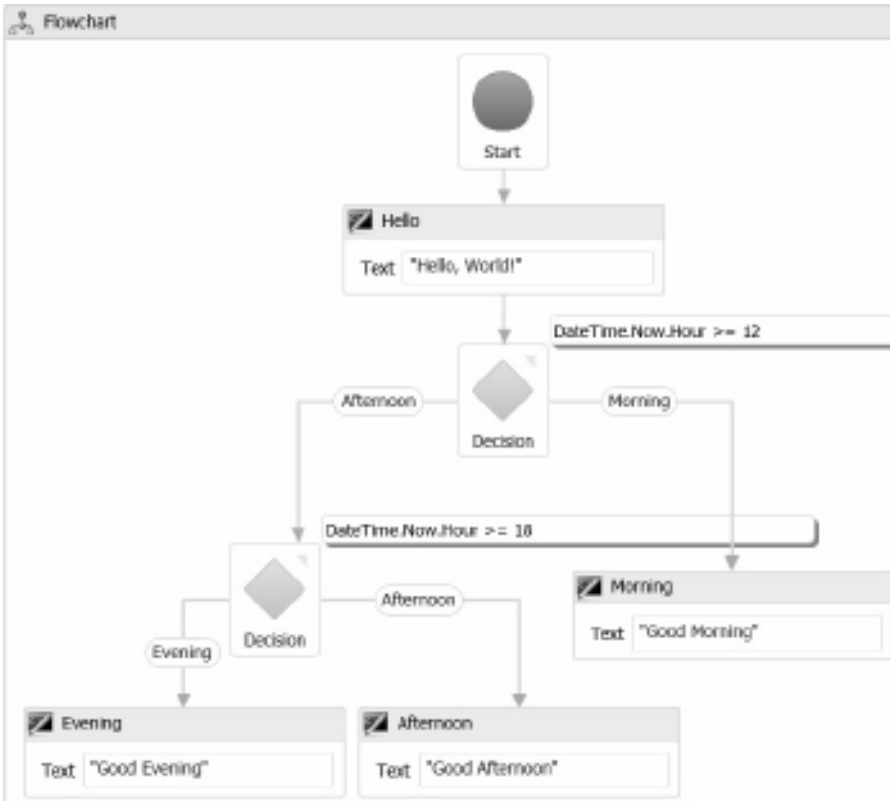 Flowchart
Start
Hello
Text "Hello, World!"
DateTime.Now.Hour >= 12
Afternoon
Morning
Decision
DateTime.Now.Hour >= 18
Afternoon
Morning
Text "Good Morning"
Decision
Evening
Evening
Text "Good Evening"
Afternoon
Text "Good Afternoon"